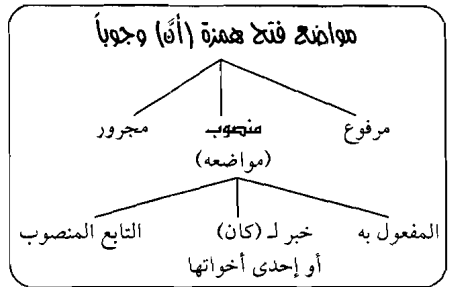 مواضع فتح همزة (أنَّ) وجوباً
مرفوع منصوب مجرور
(مواضعه)
المفعول به خبر لـ (كان) التابع المنصوب
أو إحدى أخواتها